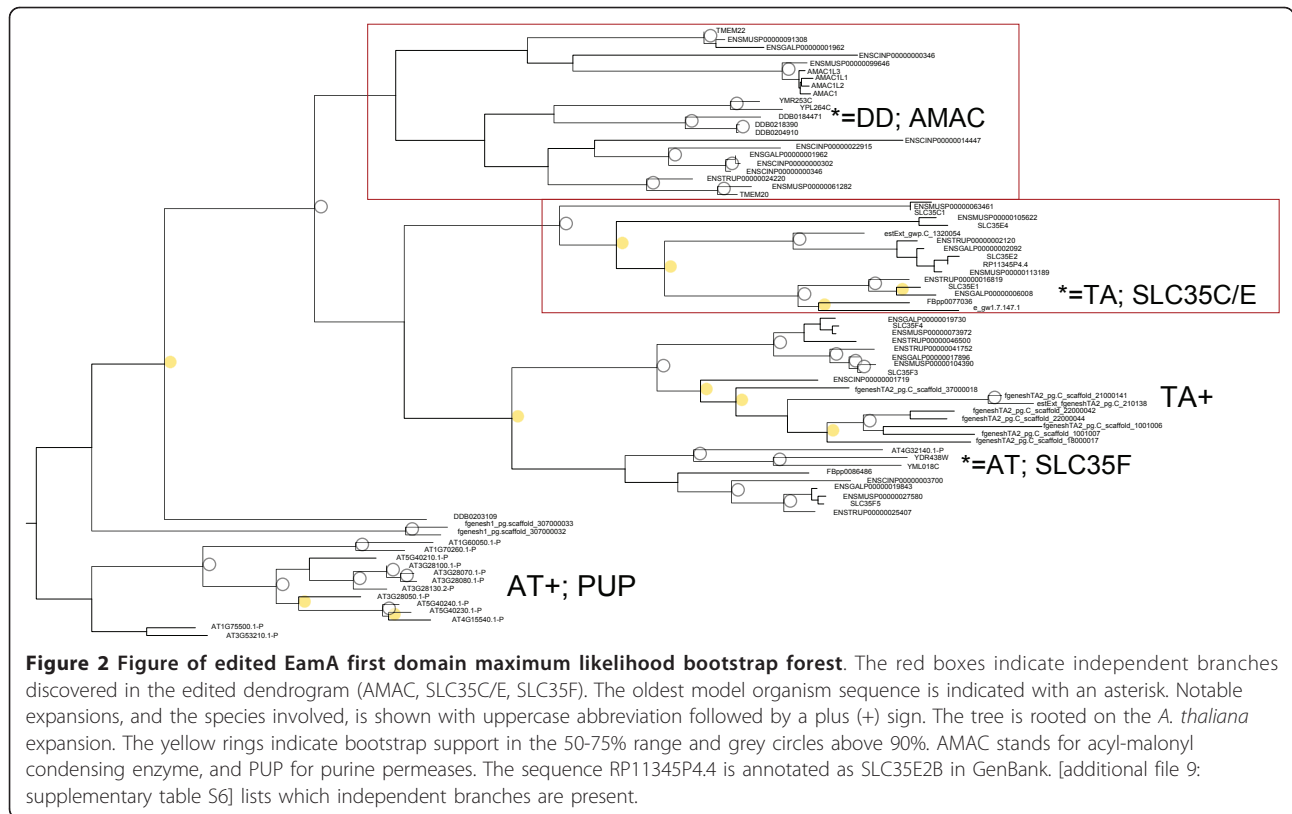 TMEM22
ENSMUSP00000091308
ENSGALP00000001962
ENSCINP00000000346
ENSMUSP00000099646
AMAC1L3
AMAC1L1
AMAC1L2
AMAC1
YMR253C
YPL264C
*=DD; AMAC
DDB0184471
DDB0218390
DDB0204910
ENSCINP00000014447
ENSCINP00000022915
ENSGALP00000001962
ENSCINP00000000302
ENSCINP00000000346
ENSTRUP00000024220
ENSMUSP00000061282
TMEM20
ENSMUSP00000063461
SLC35C1
ENSMUSP00000105622
SLC35E4
estExt_gwp.C_1320054
ENSTRUP00000002120
ENSGALP00000002092
SLC35E2
RP11345P4.4
ENSMUSP00000113189
ENSTRUP00000016819
SLC35E1
ENSGALP00000006008
*=TA; SLC35C/E
FBpp0077036
e_gw1.7.147.1
ENSGALP00000019730
SLC35F4
ENSMUSP00000073972
ENSTRUP00000046500
ENSTRUP00000041752
ENSGALP00000017896
ENSMUSP00000104390
SLC35F3
ENSCINP00000001719
fgeneshTA2_pg.C_scaffold_37000018
TA+
fgeneshTA2_pg.C_scaffold_21000141
estExt_fgeneshTA2_pg.C_210138
fgeneshTA2_pg.C_scaffold_22000042
fgeneshTA2_pg.C_scaffold_22000044
fgeneshTA2_pg.C_scaffold_1001006
fgeneshTA2_pg.C_scaffold_1001007
fgeneshTA2_pg.C_scaffold_18000017
AT4G32140.1-P
YDR438W
YML018C
*=AT; SLC35F
FBpp0086486
ENSCINP00000003700
ENSGALP00000019843
ENSMUSP00000027580
SLC35F5
ENSTRUP00000025407
DDB0203109
fgenesh1_pg.scaffold_307000033
fgenesh1_pg.scaffold_307000032
AT1G60050.1-P
AT1G70260.1-P
AT5G40210.1-P
AT3G28100.1-P
AT3G28070.1-P
AT3G28080.1-P
AT3G28130.2-P
AT+; PUP
AT3G28050.1-P
AT5G40240.1-P
AT5G40230.1-P
AT4G15540.1-P
AT1G75500.1-P
AT3G53210.1-P
Figure 2 Figure of edited EamA first domain maximum likelihood bootstrap forest. The red boxes indicate independent branches
discovered in the edited dendrogram (AMAC, SLC35C/E, SLC35F). The oldest model organism sequence is indicated with an asterisk. Notable
expansions, and the species involved, is shown with uppercase abbreviation followed by a plus (+) sign. The tree is rooted on the A. thaliana
expansion. The yellow rings indicate bootstrap support in the 50-75% range and grey circles above 90%. AMAC stands for acyl-malonyl
condensing enzyme, and PUP for purine permeases. The sequence RP11345P4.4 is annotated as SLC35E2B in GenBank. [additional file 9:
supplementary table S6] lists which independent branches are present.